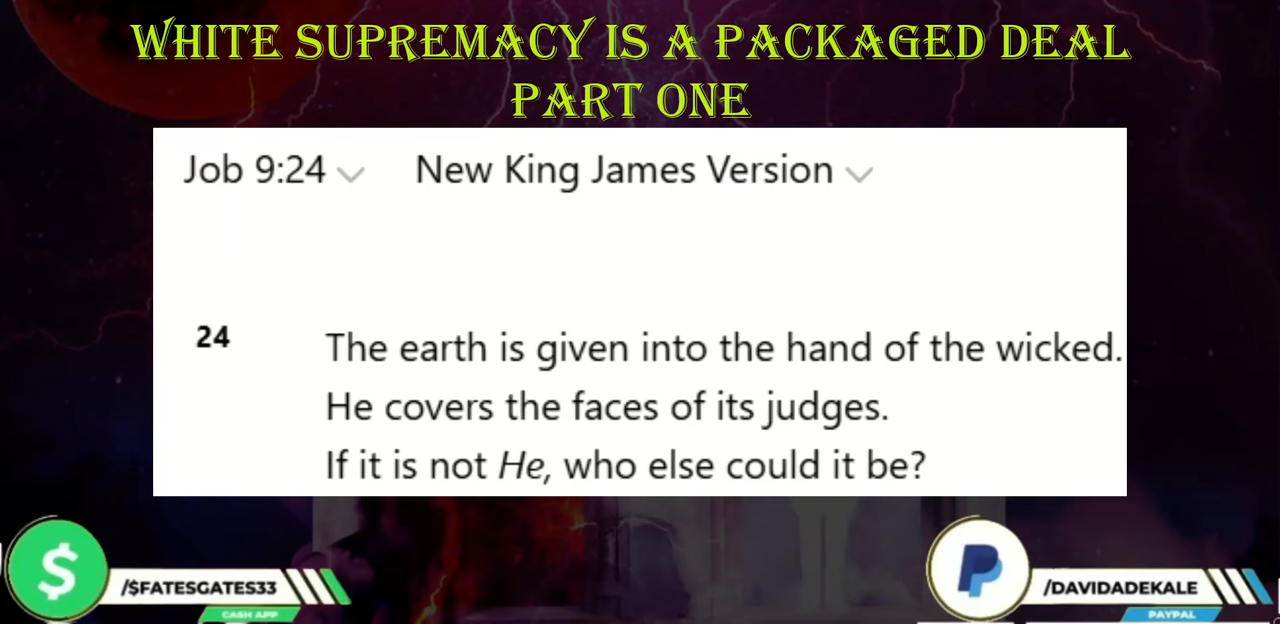 WHITE SUPREMACY IS A PACKAGED DEAL
PART ONE
Job 9:24 New King James Version
24 The earth is given into the hand of the wicked.
He covers the faces of its judges.
If it is not He, who else could it be?
/$FATESGATES33
CASH APP
/DAVIDADEKALE
PAYPAL